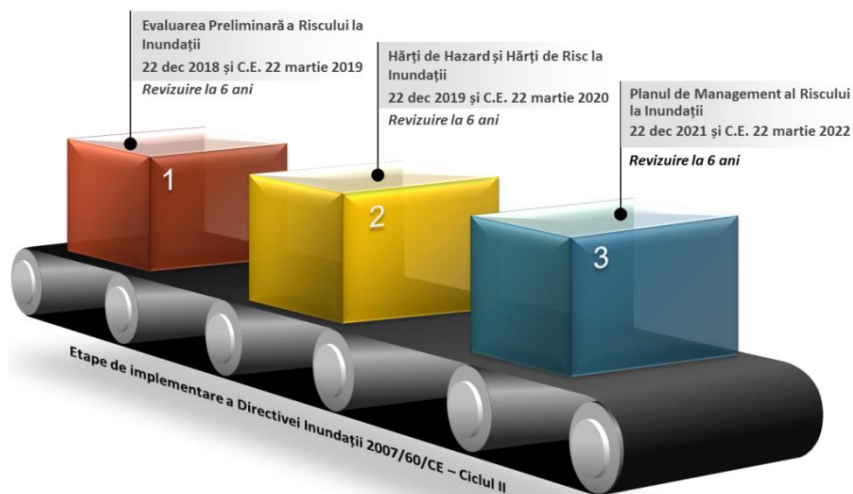 Evaluarea Preliminară a Riscului la
Inundații
22 dec 2018 și C.E. 22 martie 2019
Revizuire la 6 ani
Hărți de Hazard și Hărți de Risc la
Inundații
22 dec 2019 și C.E. 22 martie 2020
Revizuire la 6 ani
Planul de Management al Riscului
la Inundații
22 dec 2021 și C.E. 22 martie 2022
Revizuire la 6 ani
1
2
3
Etape de implementare a Directivei Inundații 2007/60/CE – Ciclul II